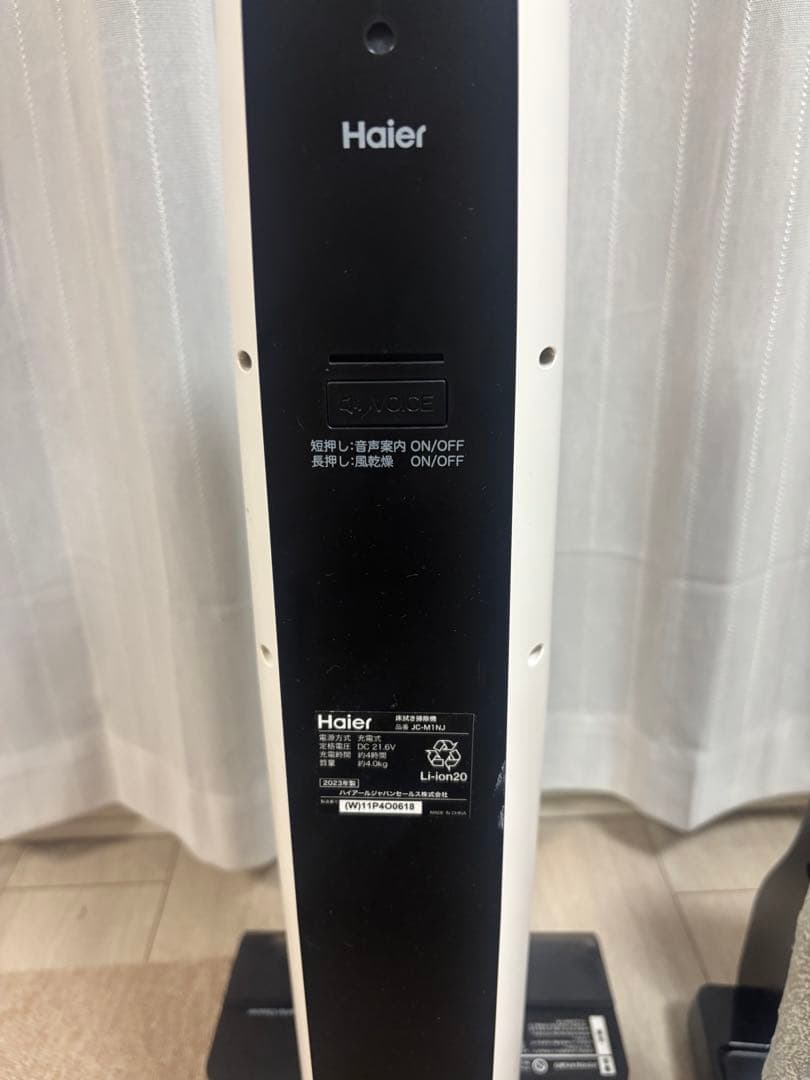 Haier
VOICE
短押し:音声案内 ON/OFF
長押し:風乾燥 ON/OFF
Haier
床拭き掃除機
品番 JC-M1NJ
電源方式 充電式
定格電圧 DC 21.6V
充電時間 約4時間
質量 約4.0kg
Li-ion20
2023年製
ハイアールジャパンセールス株式会社
(W)11P4O0618
MADE IN CHINA